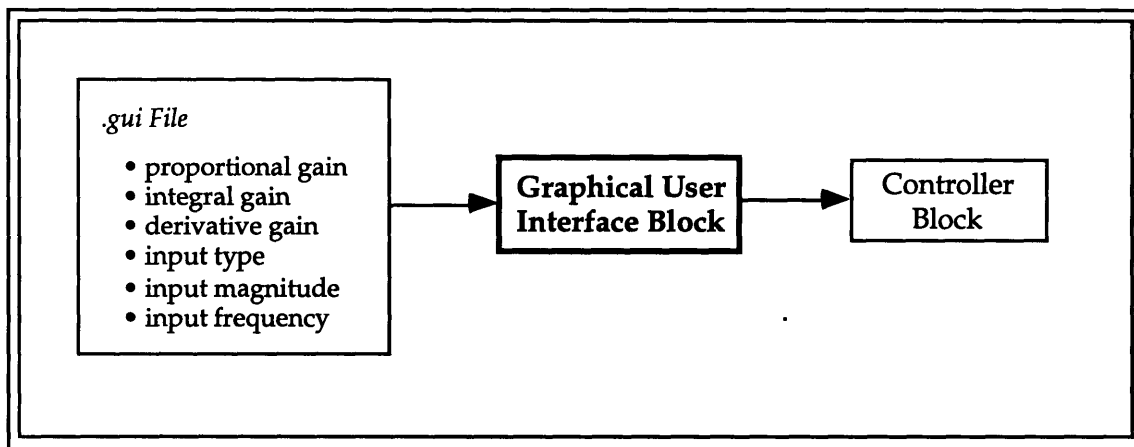 .gui File
• proportional gain
• integral gain
• derivative gain
• input type
• input magnitude
• input frequency
Graphical User
Interface Block
Controller
Block